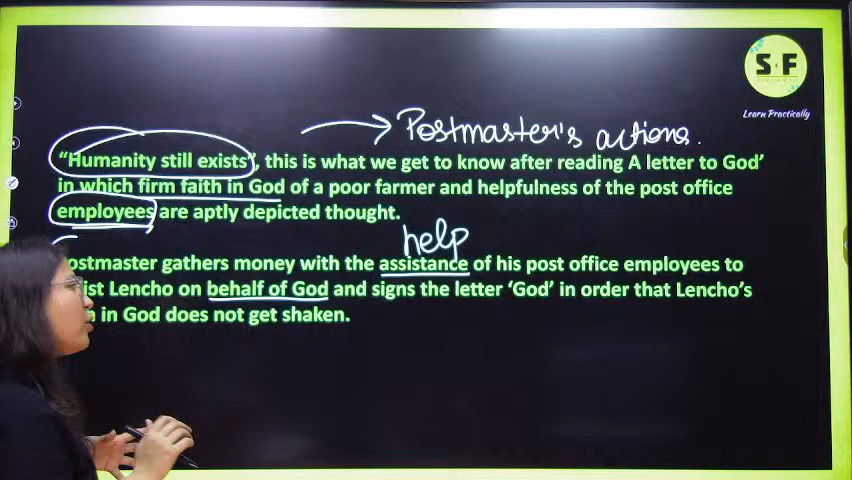 S F
Learn Practically
Postmaster's actions.
"Humanity still exists", this is what we get to know after reading A letter to God'
in which firm faith in God of a poor farmer and helpfulness of the post office
employees are aptly depicted thought.
help
ostmaster gathers money with the assistance of his post office employees to
ist Lencho on behalf of God and signs the letter 'God' in order that Lencho's
h in God does not get shaken.